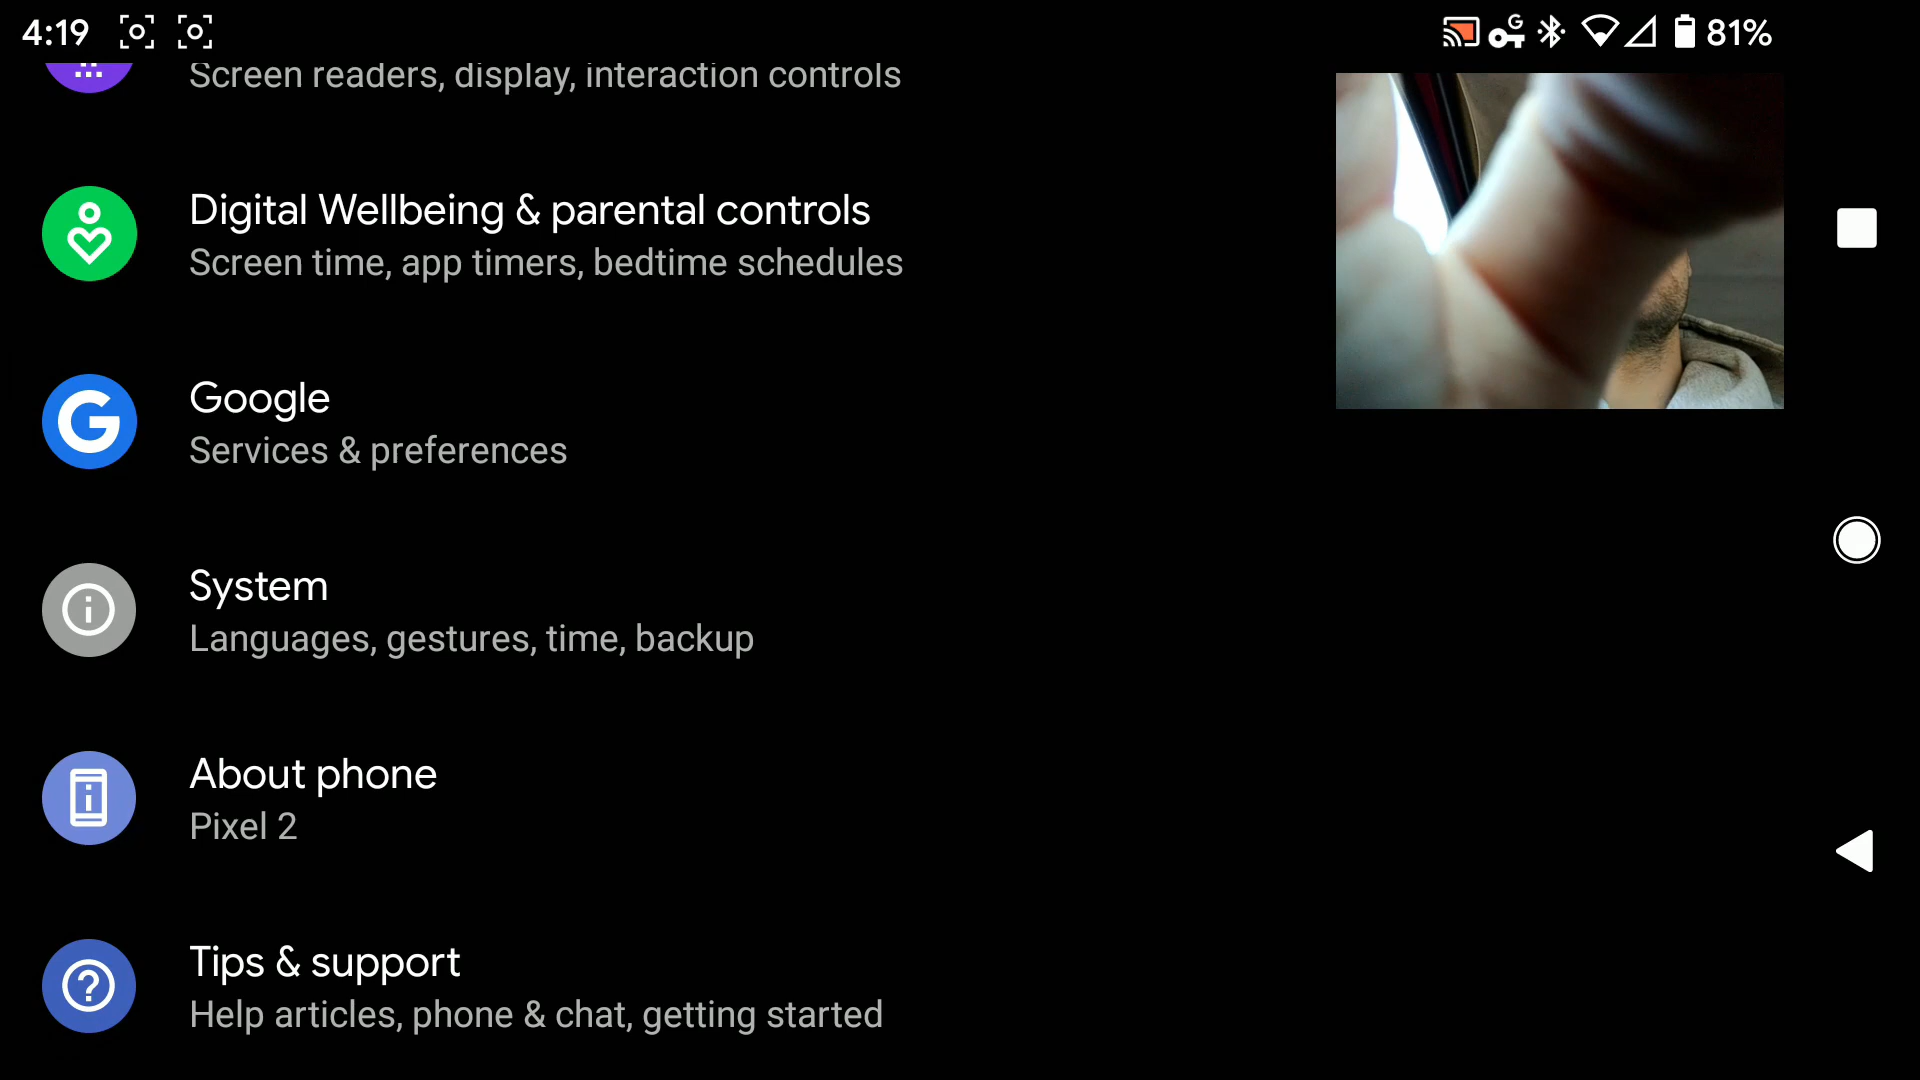 4:19
81%
Screen readers, display, interaction controls
Digital Wellbeing & parental controls
Screen time, app timers, bedtime schedules
Google
Services & preferences
System
Languages, gestures, time, backup
About phone
Pixel 2
Tips & support
Help articles, phone & chat, getting started